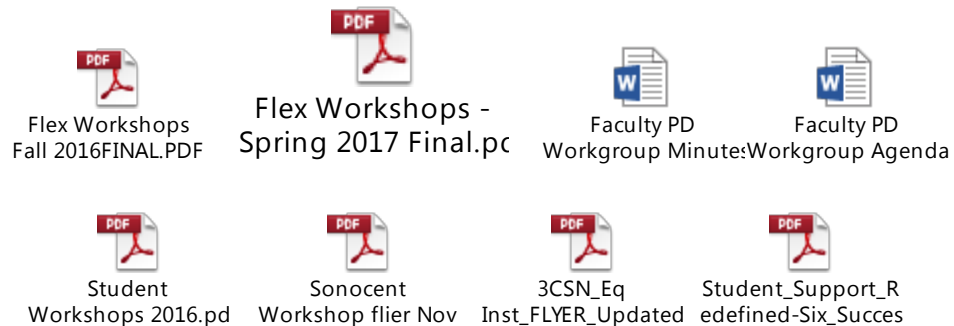 PDF
Flex Workshops
Fall 2016FINAL.PDF
PDF
Flex Workshops -
Spring 2017 Final.pd
W
Faculty PD
Workgroup Minutes
W
Faculty PD
Workgroup Agenda
PDF
Student
Workshops 2016.pd
PDF
Sonocent
Workshop flier Nov
PDF
3CSN_Eq
Inst_FLYER_Updated
PDF
Student_Support_R
edefined-Six_Succes